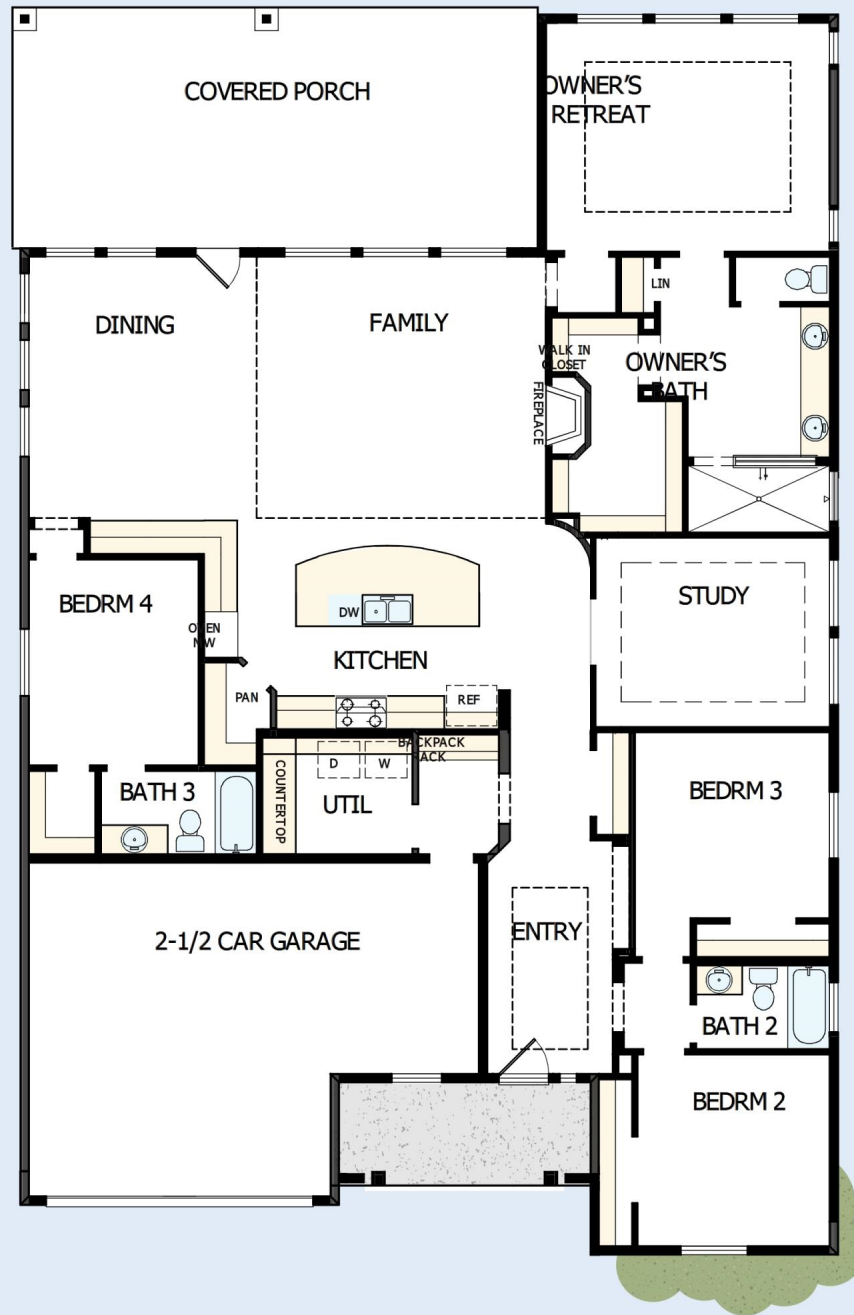 COVERED PORCH
OWNER'S
RETREAT
DINING
FAMILY
LIN
WALK IN
CLOSET
OWNER'S
BATH
FIREPLACE
BEDRM 4
DW
STUDY
OVEN
KITCHEN
PAN
REF
BACKPACK
D
W
COUNTERTOP
BATH 3
UTIL
BEDRM 3
2-1/2 CAR GARAGE
ENTRY
BATH 2
BEDRM 2